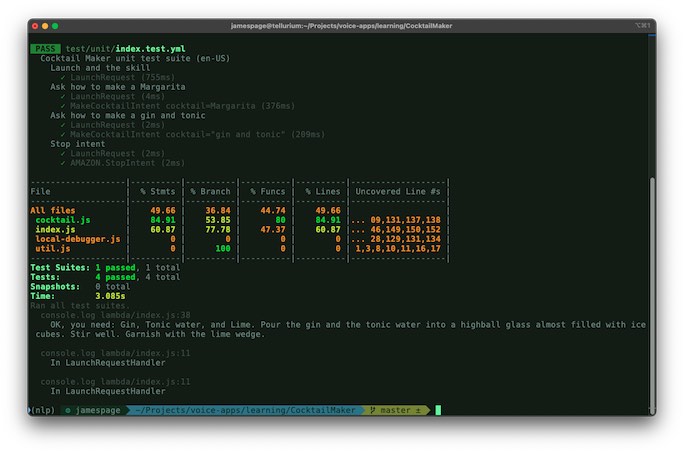 jamespage@tellurium:~/Projects/voice-apps/learning/CocktailMaker
⌥⌘1
PASS test/unit/index.test.yml
Cocktail Maker unit test suite (en-US)
Launch and the skill
✓ LaunchRequest (755ms)
Ask how to make a Margarita
✓ LaunchRequest (4ms)
✓ MakeCocktailIntent cocktail=Margarita (376ms)
Ask how to make a gin and tonic
✓ LaunchRequest (2ms)
✓ MakeCocktailIntent cocktail="gin and tonic" (209ms)
Stop intent
✓ LaunchRequest (2ms)
✓ AMAZON.StopIntent (2ms)
-------------------|----------|----------|----------|----------|-------------------|
File | % Stmts | % Branch | % Funcs | % Lines | Uncovered Line #s |
-------------------|----------|----------|----------|----------|-------------------|
All files | 49.66 | 36.84 | 44.74 | 49.66 | |
cocktail.js | 84.91 | 53.85 | 80 | 84.91 |... 09,131,137,138 |
index.js | 60.87 | 77.78 | 47.37 | 60.87 |... 46,149,150,152 |
local-debugger.js | 0 | 0 | 0 | 0 |... 28,129,131,134 |
util.js | 0 | 100 | 0 | 0 | 1,3,8,10,11,16,17 |
-------------------|----------|----------|----------|----------|-------------------|
Test Suites: 1 passed, 1 total
Tests: 4 passed, 4 total
Snapshots: 0 total
Time: 3.085s
Ran all test suites.
console.log lambda/index.js:38
OK, you need: Gin, Tonic water, and Lime. Pour the gin and the tonic water into a highball glass almost filled with ice
cubes. Stir well. Garnish with the lime wedge.
console.log lambda/index.js:11
In LaunchRequestHandler
console.log lambda/index.js:11
In LaunchRequestHandler
(nlp) jamespage ~/Projects/voice-apps/learning/CocktailMaker master ±